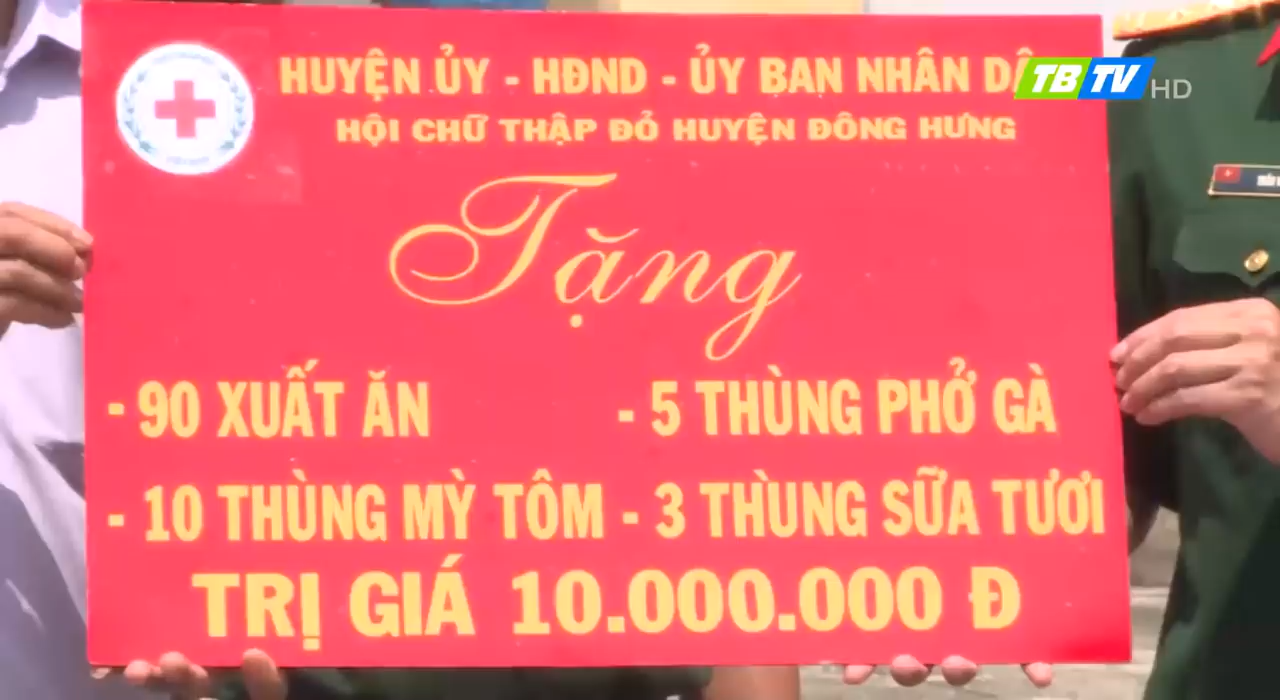 HUYỆN ỦY - HĐND - ỦY BAN NHÂN
TBTV HD
HỘI CHỮ THẬP ĐỎ HUYỆN ĐÔNG HƯNG
Tặng
- 90 XUẤT ĂN
- 5 THÙNG PHỞ GÀ
- 10 THÙNG MỲ TÔM
- 3 THÙNG SỮA TƯƠI
TRỊ GIÁ 10.000.000 Đ